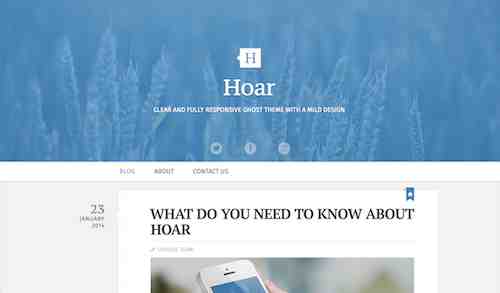 H
Hoar
CLEAR AND FULLY RESPONSIVE GHOST THEME WITH A MILD DESIGN
BLOG ABOUT CONTACT US
23
JANUARY
2014
WHAT DO YOU NEED TO KNOW ABOUT
HOAR